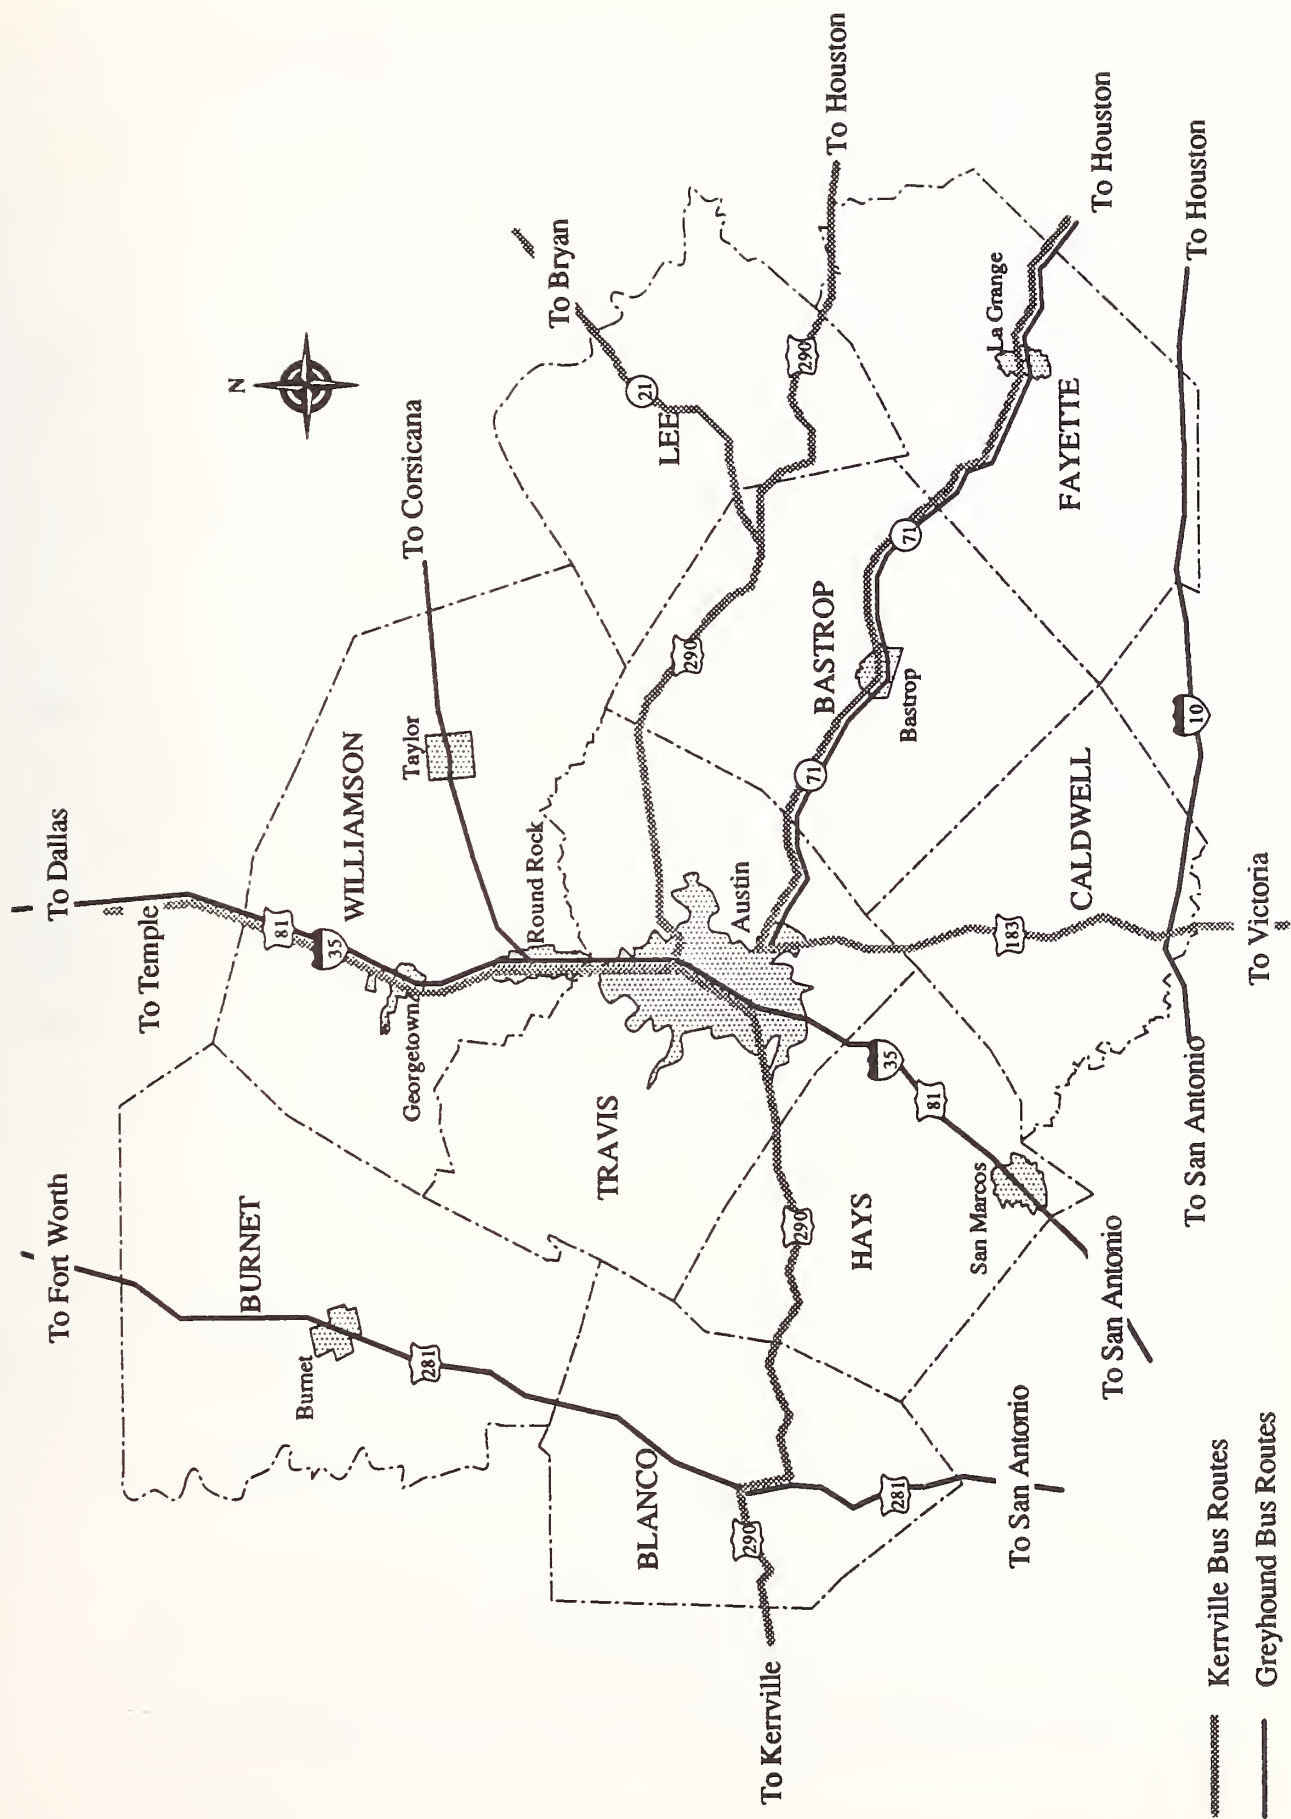 To Fort Worth
To Dallas
To Temple
N
To Corsicana
To Bryan
To Houston
To Houston
To Houston
BURNET
Burnet
281
81
35
WILLIAMSON
Georgetown
Taylor
Round Rock
21
LEE
290
290
TRAVIS
Austin
BASTROP
71
Bastrop
71
La Grange
FAYETTE
BLANCO
290
281
290
HAYS
35
81
San Marcos
183
CALDWELL
10
To Kerrville
To San Antonio
To San Antonio
To San Antonio
To Victoria
Kerrville Bus Routes
Greyhound Bus Routes